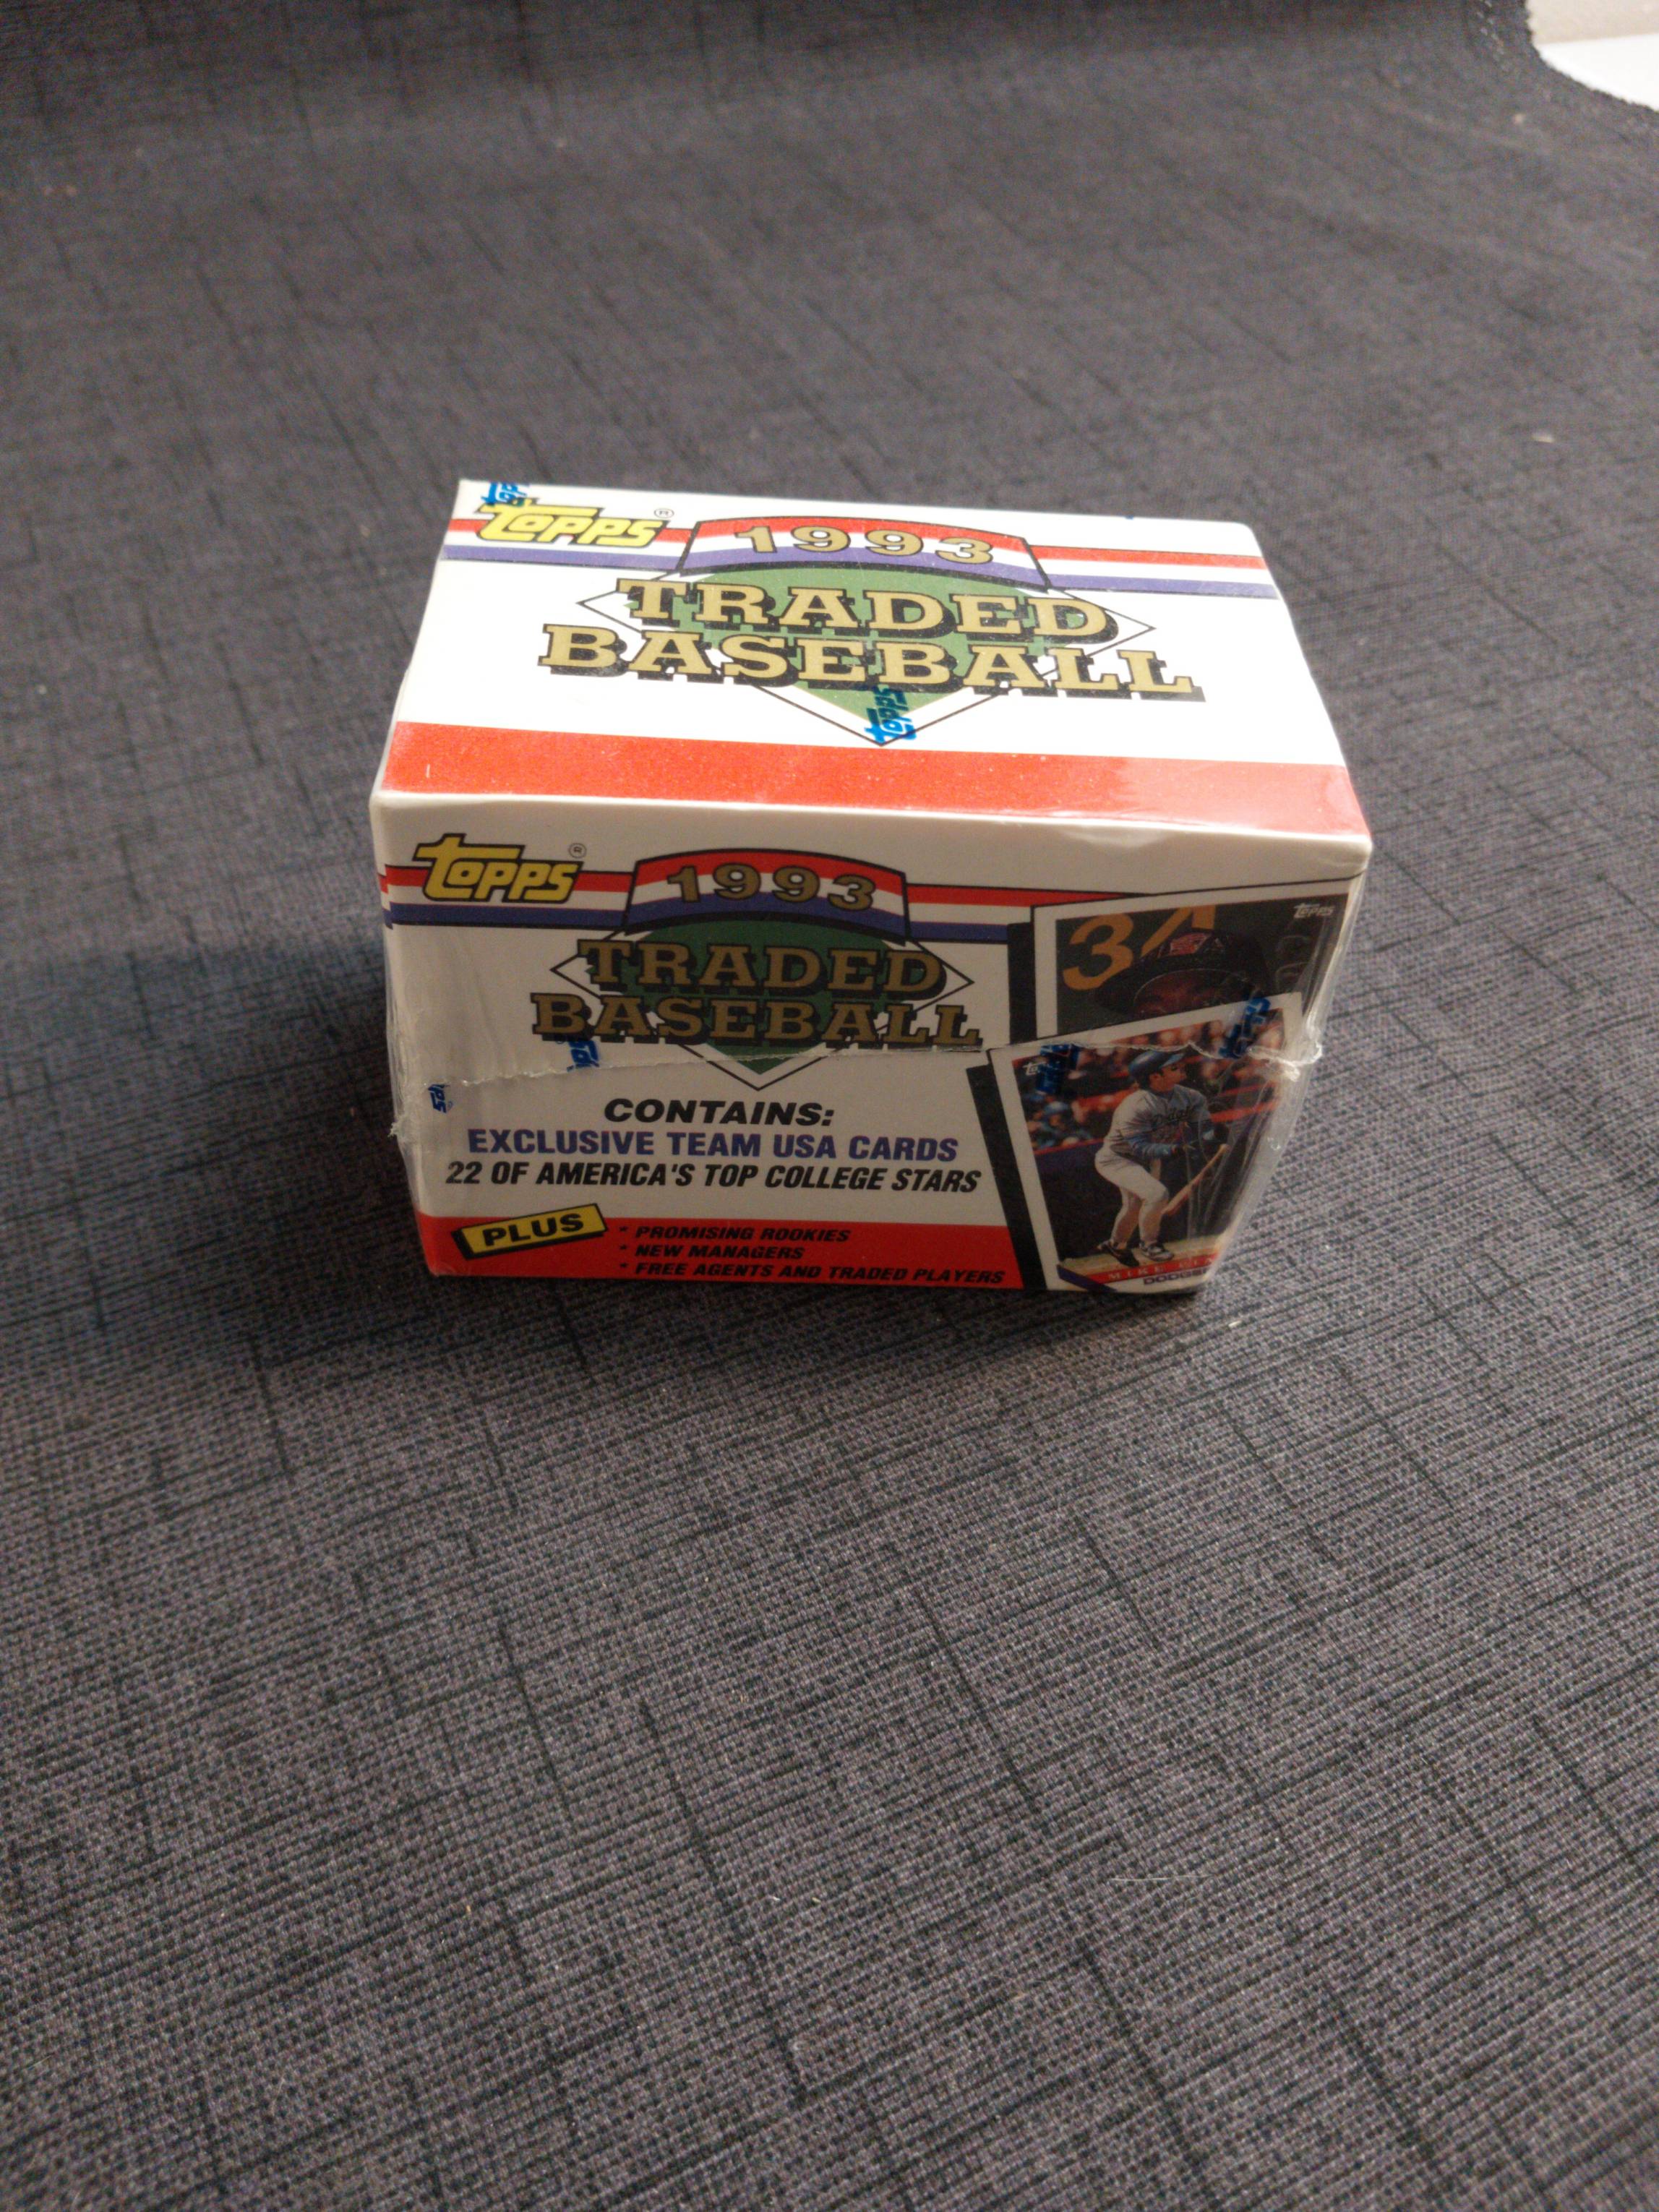 topps ®
1993
TRADED
BASEBALL
topps
topps ®
1993
TRADED
BASEBALL
34
topps
CONTAINS:
EXCLUSIVE TEAM USA CARDS
22 OF AMERICA'S TOP COLLEGE STARS
PLUS
* PROMISING ROOKIES
* NEW MANAGERS
* FREE AGENTS AND TRADED PLAYERS
MIKE